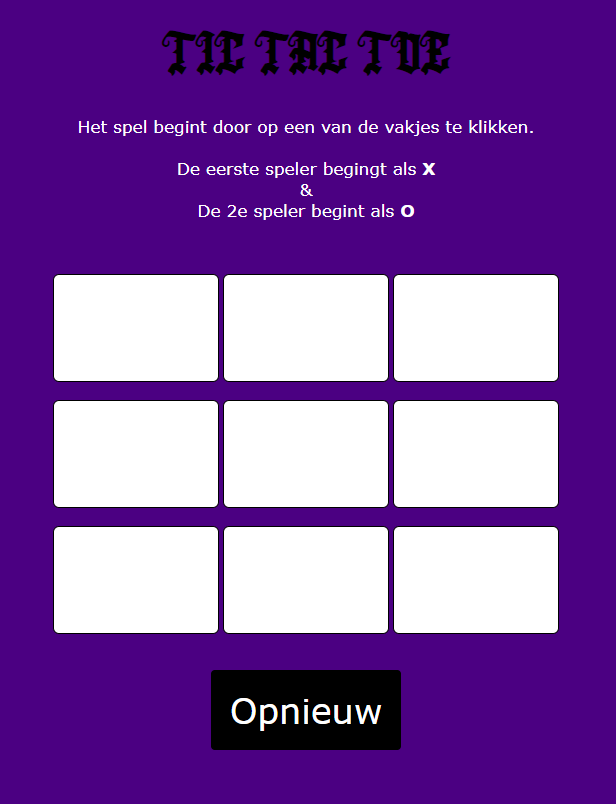 TIC TAC TOE
Het spel begint door op een van de vakjes te klikken.
De eerste speler begingt als X
&
De 2e speler begint als O
Opnieuw